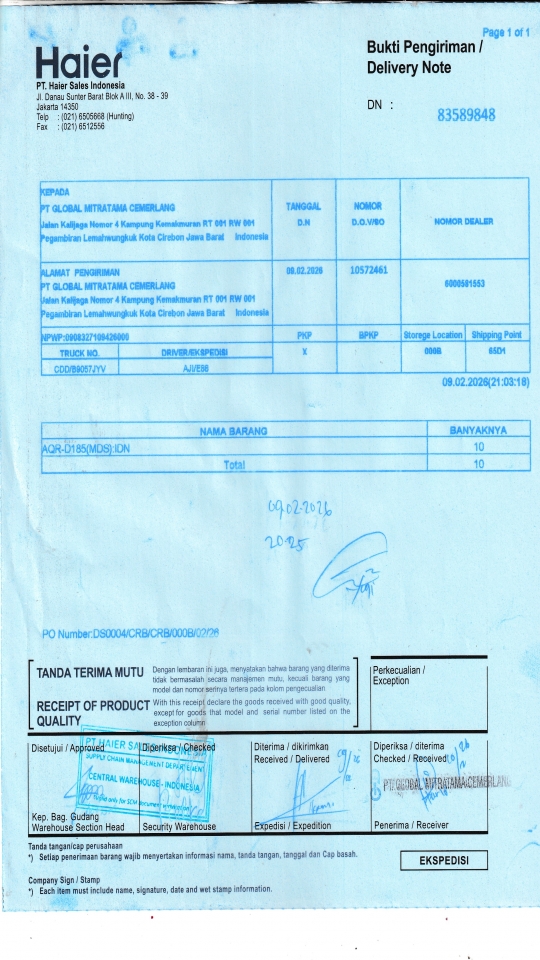 Page 1 of 1
Haier
Bukti Pengiriman /
Delivery Note
PT. Haier Sales Indonesia
Jl. Danau Sunter Barat Blok A III, No. 38 - 39
Jakarta 14350
Telp : (021) 6505668 (Hunting)
Fax : (021) 6512556
DN : 83589848
KEPADA
PT GLOBAL MITRATAMA CEMERLANG
Jalan Kalijaga Nomor 4 Kampung Kemakmuran RT 001 RW 001
Pegambiran Lemahwungkuk Kota Cirebon Jawa Barat Indonesia
TANGGAL
D.N
NOMOR
D.O.V/SO
NOMOR DEALER
ALAMAT PENGIRIMAN
PT GLOBAL MITRATAMA CEMERLANG
Jalan Kalijaga Nomor 4 Kampung Kemakmuran RT 001 RW 001
Pegambiran Lemahwungkuk Kota Cirebon Jawa Barat Indonesia
09.02.2026
10572461
NPWP:0908327109426000
PKP
BPKP
Storege Location
Shipping Point
TRUCK NO.
DRIVER/EKSPEDISI
X
000B
65D1
CDD/B9057JYV
AJI/E68
09.02.2026(21:03:18)
NAMA BARANG
BANYAKNYA
AQR-D185(MDS):IDN
10
Total
10
09.02.2026
20.25
PO Number:DS0004/CRB/CRB/000B/02/26
TANDA TERIMA MUTU
Dengan lembaran ini juga, menyatakan bahwa barang yang diterima
tidak bermasalah secara manajemen mutu, kecuali barang yang
model dan nomor serinya tertera pada kolom pengecualian
RECEIPT OF PRODUCT
QUALITY
With this receipt declare the goods received with good quality,
except for goods that model and serial number listed on the
exception column
Perkecualian /
Exception
Disetujui / Approved
Diperiksa / Checked
Diterima / dikirimkan
Received / Delivered
Diperiksa / diterima
Checked / Received
PT HAIER SALES INDONESIA
SUPPLY CHAIN MANAGEMENT DEPARTEMENT
CENTRAL WAREHOUSE - INDONESIA
PT.GLOBAL MITRATAMA CEMERLANG
Kep. Bag. Gudang
Warehouse Section Head
Security Warehouse
Expedisi / Expedition
Penerima / Receiver
Tanda tangan/cap perusahaan
*) Setiap penerimaan barang wajib menyertakan informasi nama, tanda tangan, tanggal dan Cap basah.
EKSPEDISI
Company Sign / Stamp
*) Each item must include name, signature, date and wet stamp information.